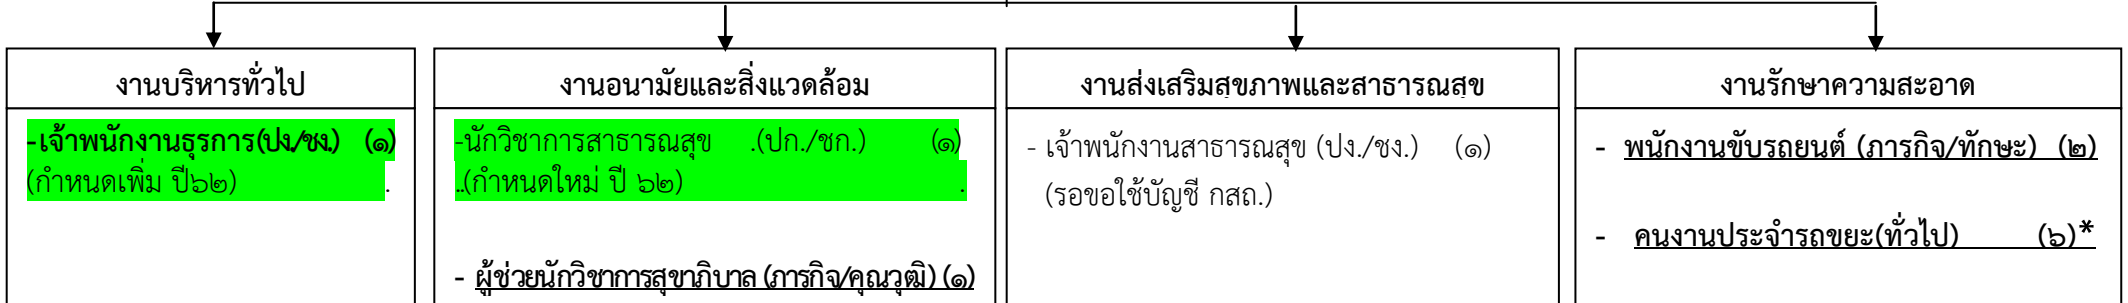 งานบริหารทั่วไป
-เจ้าพนักงานธุรการ(ปง./ชง.) (๑)
(กำหนดเพิ่ม ปี๖๒) .
งานอนามัยและสิ่งแวดล้อม
-นักวิชาการสาธารณสุข .(ปก./ชก.) (๑)
..(กำหนดใหม่ ปี ๖๒) .
- ผู้ช่วยนักวิชาการสุขาภิบาล (ภารกิจ/คุณวุฒิ) (๑)
งานส่งเสริมสุขภาพและสาธารณสุข
- เจ้าพนักงานสาธารณสุข (ปง./ชง.) (๑)
(รอขอใช้บัญชี กสถ.)
งานรักษาความสะอาด
- พนักงานขับรถยนต์ (ภารกิจ/ทักษะ) (๒)
- คนงานประจำรถขยะ(ทั่วไป) (๖)*